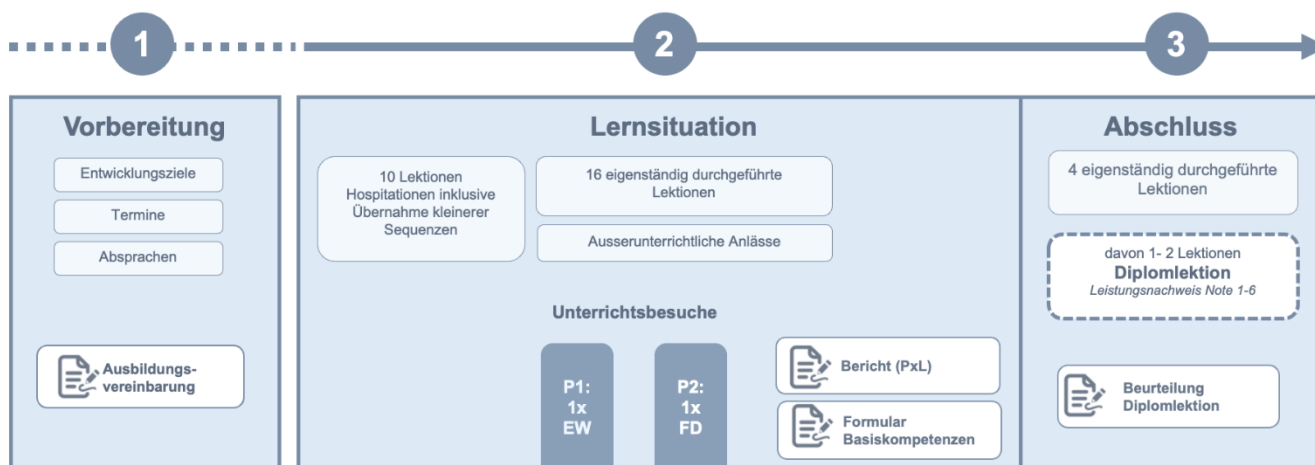 1
2
3
Vorbereitung
Entwicklungsziele
Termine
Absprachen
Ausbildungs-
vereinbarung
Lernsituation
10 Lektionen
Hospitationen inklusive
Übernahme kleinerer
Sequenzen
16 eigenständig durchgeführte
Lektionen
Ausserunterrichtliche Anlässe
Unterrichtsbesuche
P1:
1x
EW
P2:
1x
FD
Bericht (PxL)
Formular
Basiskompetenzen
Abschluss
4 eigenständig durchgeführte
Lektionen
davon 1- 2 Lektionen
Diplomlektion
Leistungsnachweis Note 1-6
Beurteilung
Diplomlektion